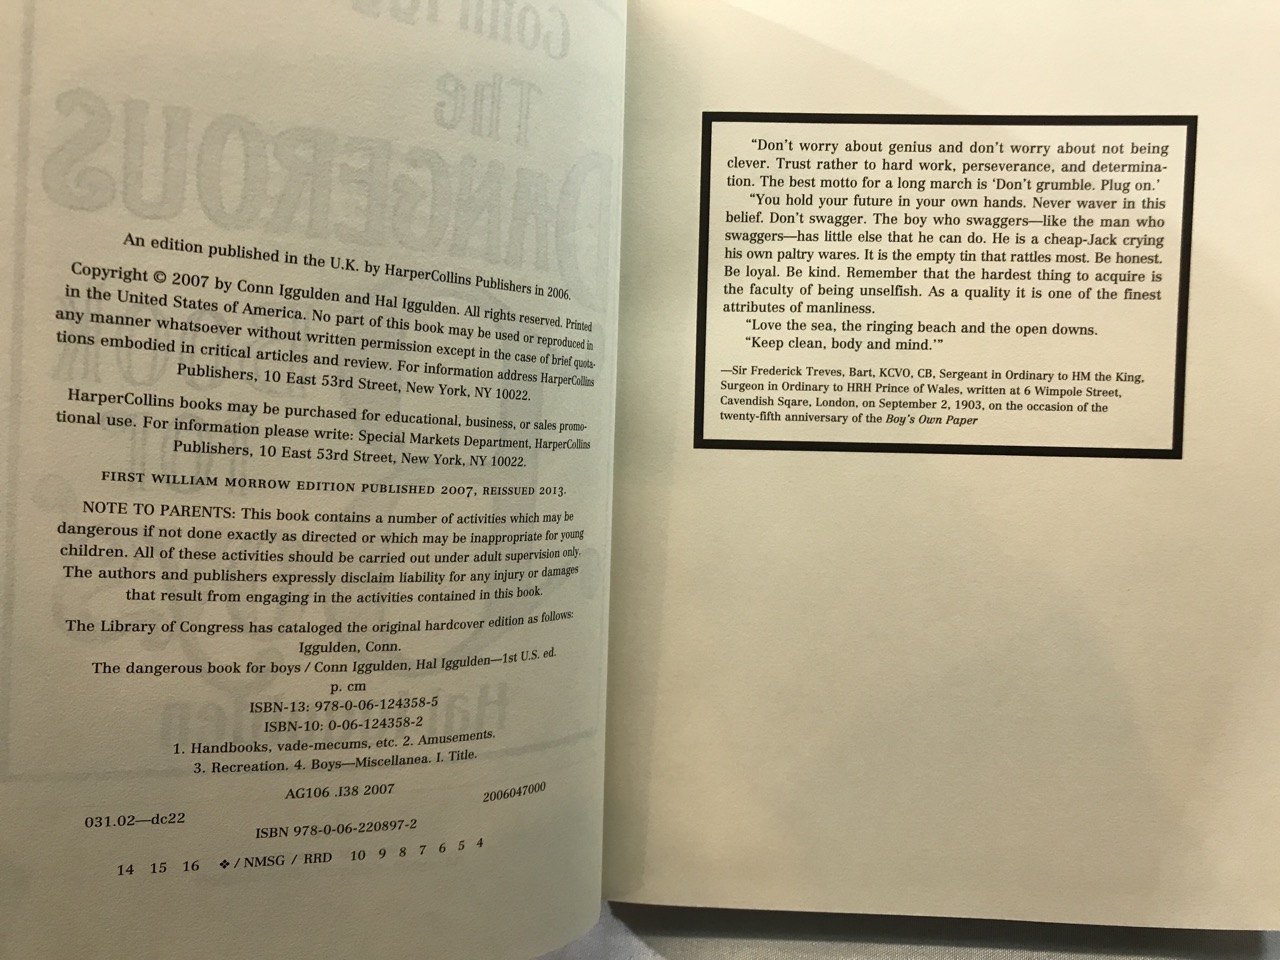 An edition published in the U.K. by HarperCollins Publishers in 2006.
Copyright © 2007 by Conn Iggulden and Hal Iggulden. All rights reserved. Printed
in the United States of America. No part of this book may be used or reproduced in
any manner whatsoever without written permission except in the case of brief quota-
tions embodied in critical articles and review. For information address HarperCollins
Publishers, 10 East 53rd Street, New York, NY 10022.
HarperCollins books may be purchased for educational, business, or sales promo-
tional use. For information please write: Special Markets Department, HarperCollins
Publishers, 10 East 53rd Street, New York, NY 10022.
FIRST WILLIAM MORROW EDITION PUBLISHED 2007, REISSUED 2013.
NOTE TO PARENTS: This book contains a number of activities which may be
dangerous if not done exactly as directed or which may be inappropriate for young
children. All of these activities should be carried out under adult supervision only.
The authors and publishers expressly disclaim liability for any injury or damages
that result from engaging in the activities contained in this book.
The Library of Congress has cataloged the original hardcover edition as follows:
Iggulden, Conn.
The dangerous book for boys / Conn Iggulden, Hal Iggulden—1st U.S. ed.
p. cm
ISBN-13: 978-0-06-124358-5
ISBN-10: 0-06-124358-2
1. Handbooks, vade-mecums, etc. 2. Amusements.
3. Recreation. 4. Boys—Miscellanea. I. Title.
AG106 .I38 2007
2006047000
031.02—dc22
ISBN 978-0-06-220897-2
14 15 16 ❖/NMSG / RRD 10 9 8 7 6 5 4
“Don’t worry about genius and don’t worry about not being
clever. Trust rather to hard work, perseverance, and determina-
tion. The best motto for a long march is ‘Don’t grumble. Plug on.’
“You hold your future in your own hands. Never waver in this
belief. Don’t swagger. The boy who swaggers—like the man who
swaggers—has little else that he can do. He is a cheap-Jack crying
his own paltry wares. It is the empty tin that rattles most. Be honest.
Be loyal. Be kind. Remember that the hardest thing to acquire is
the faculty of being unselfish. As a quality it is one of the finest
attributes of manliness.
“Love the sea, the ringing beach and the open downs.
“Keep clean, body and mind.’”
—Sir Frederick Treves, Bart, KCVO, CB, Sergeant in Ordinary to HM the King,
Surgeon in Ordinary to HRH Prince of Wales, written at 6 Wimpole Street,
Cavendish Sqare, London, on September 2, 1903, on the occasion of the
twenty-fifth anniversary of the Boy’s Own Paper